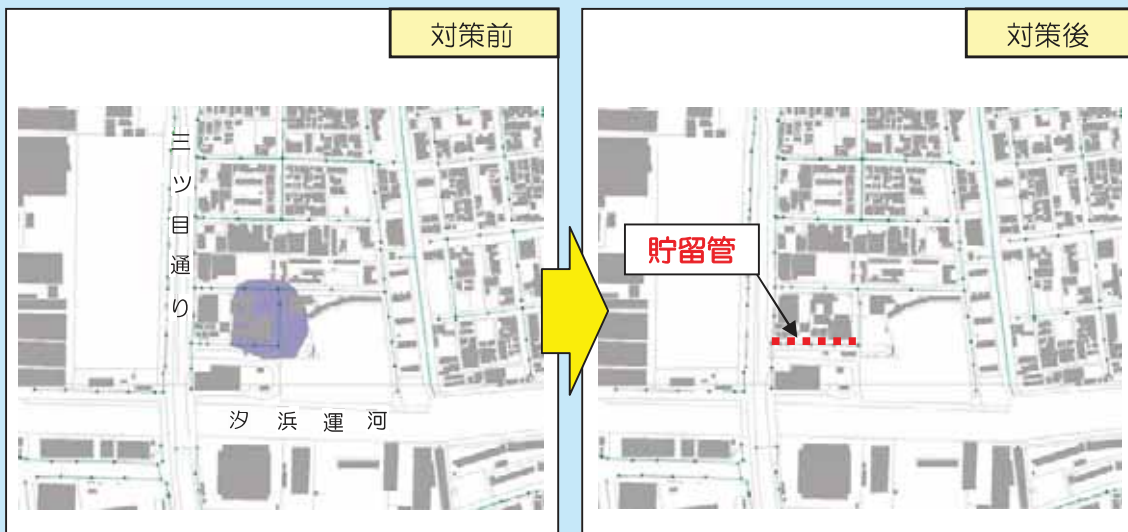 対策前
三ツ目通り
汐浜運河
対策後
貯留管